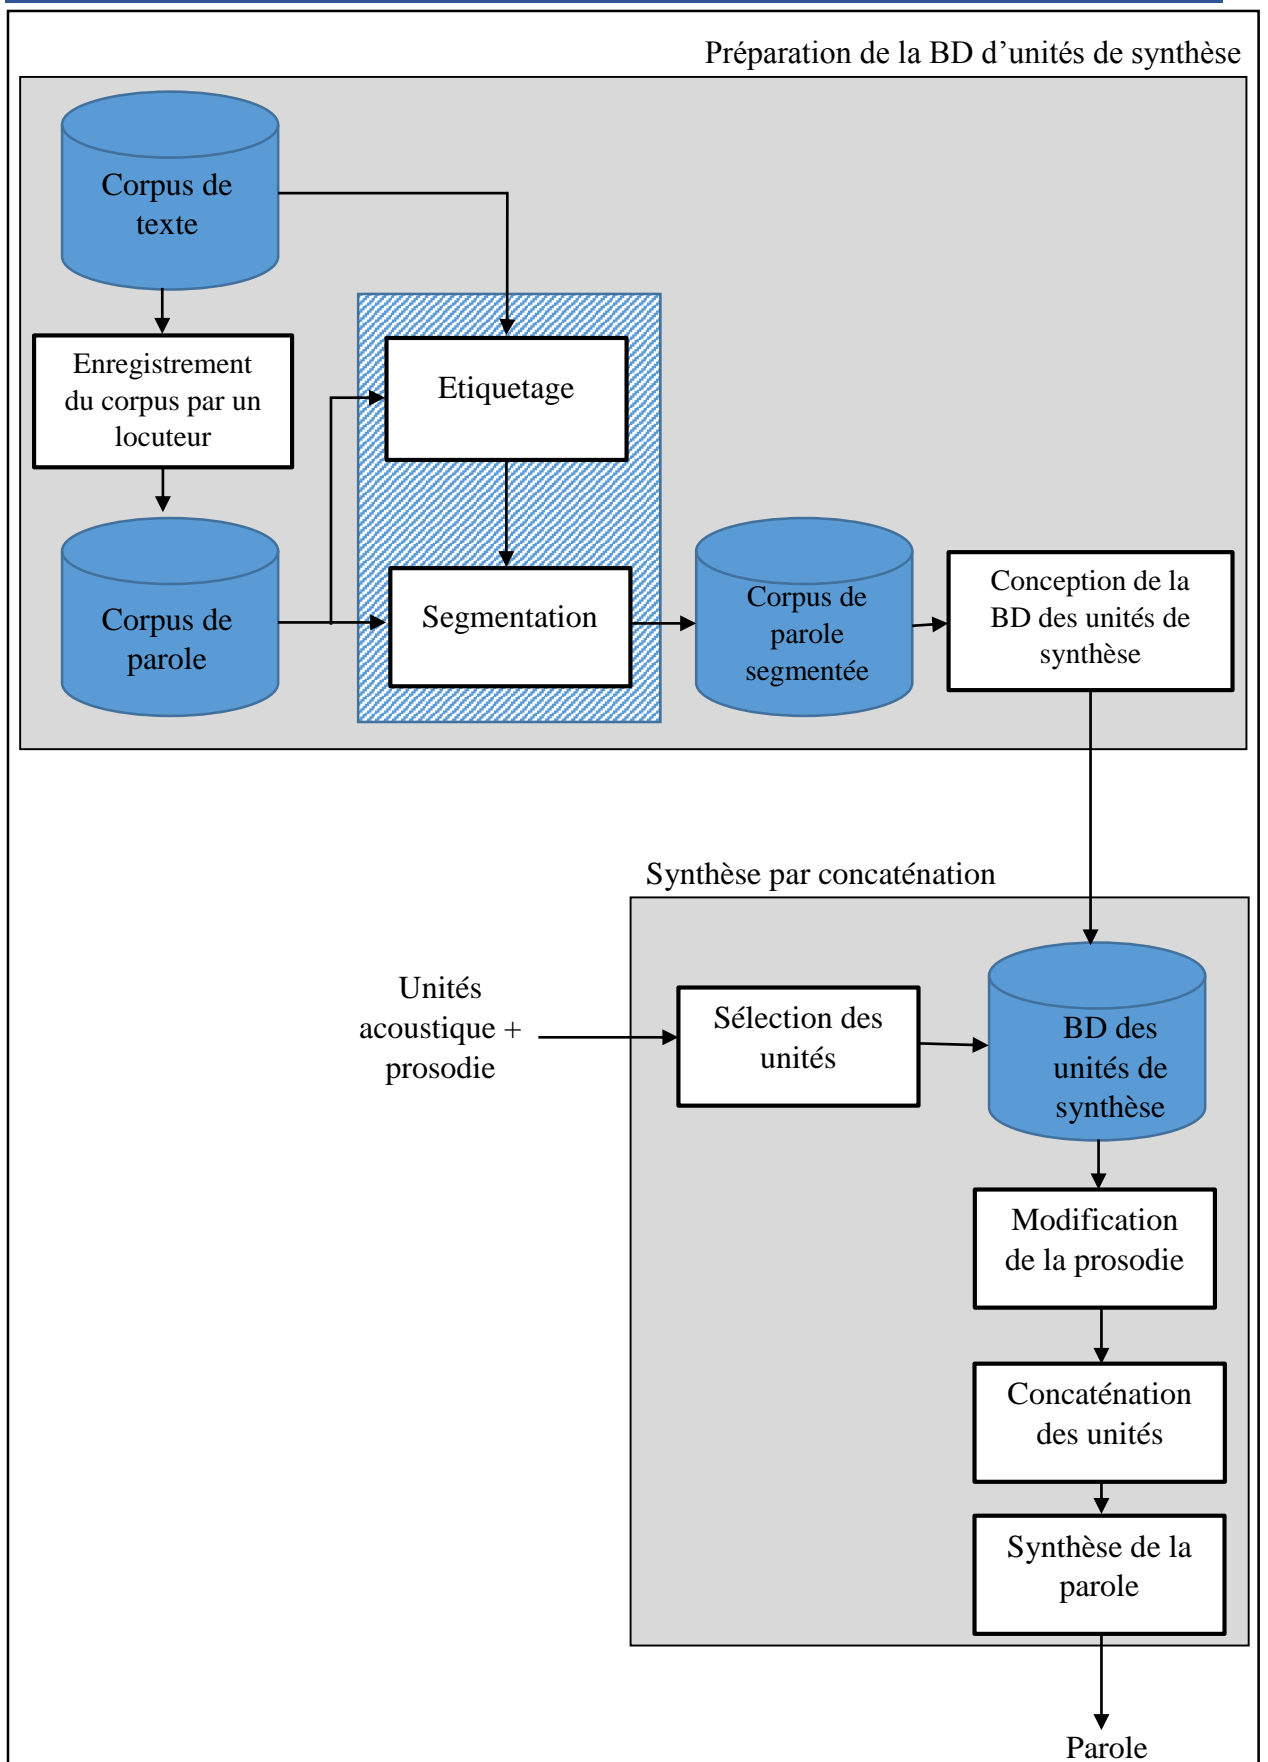 Préparation de la BD d’unités de synthèse
Corpus de
texte
Enregistrement
du corpus par un
locuteur
Etiquetage
Corpus de
parole
Segmentation
Corpus de
parole
segmentée
Conception de la
BD des unités de
synthèse
Synthèse par concaténation
Unités
acoustique +
prosodie
Sélection des
unités
BD des
unités de
synthèse
Modification
de la prosodie
Concaténation
des unités
Synthèse de la
parole
Parole